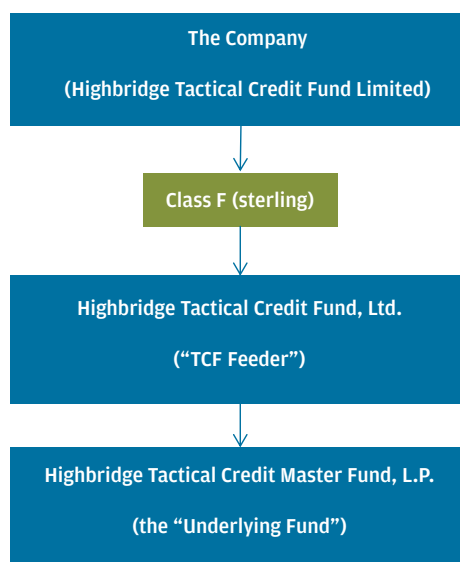 The Company
(Highbridge Tactical Credit Fund Limited)
Class F (sterling)
Highbridge Tactical Credit Fund, Ltd.
(“TCF Feeder”)
Highbridge Tactical Credit Master Fund, L.P.
(the “Underlying Fund”)